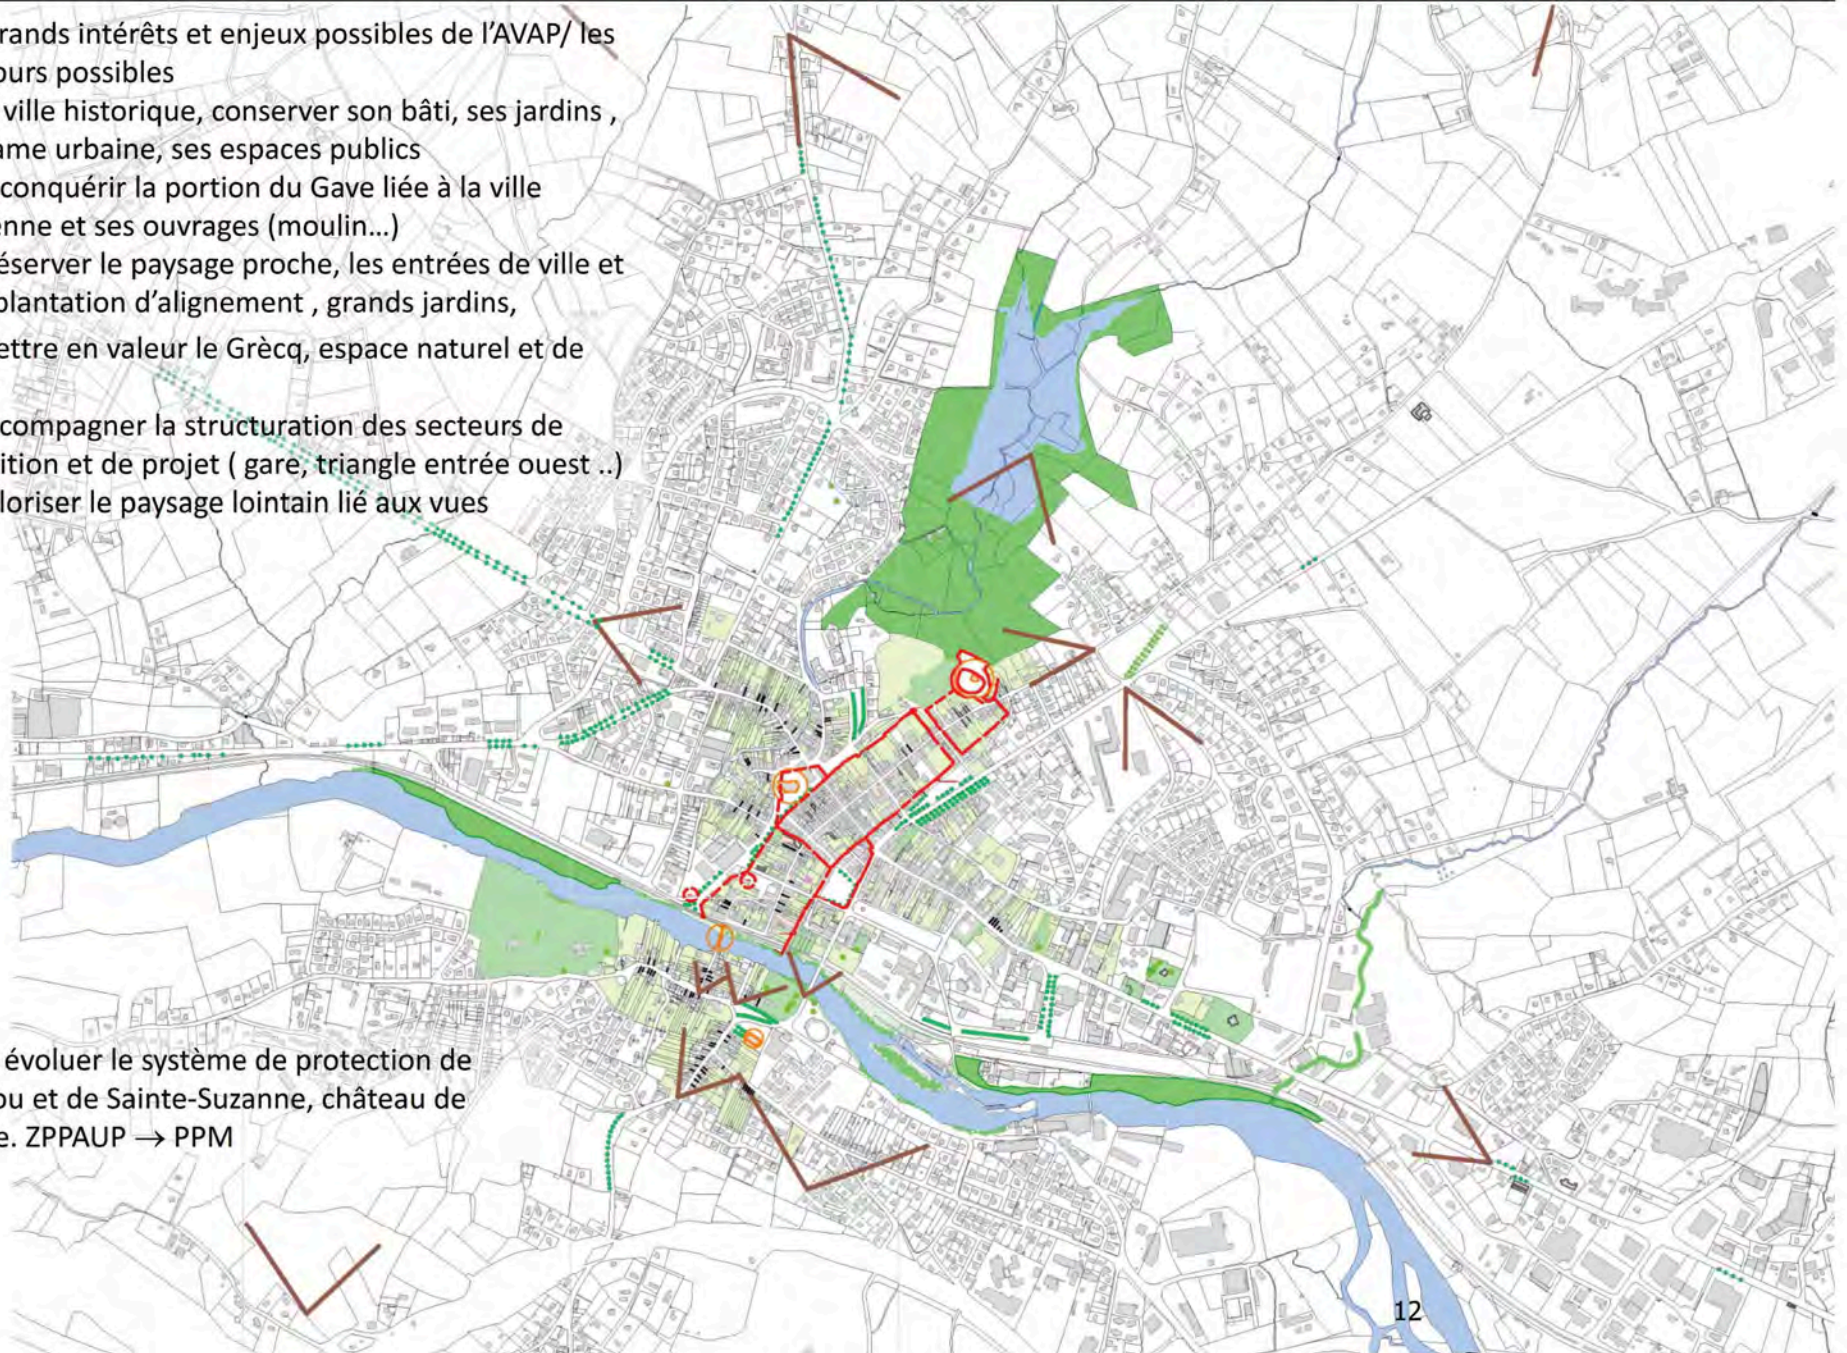 rands intérêts et enjeux possibles de l'AVAP/ les
ours possibles
ville historique, conserver son bâti, ses jardins ,
ame urbaine, ses espaces publics
conquérir la portion du Gave liée à la ville
enne et ses ouvrages (moulin...)
éserver le paysage proche, les entrées de ville et
plantation d'alignement , grands jardins,
ettre en valeur le Grècq, espace naturel et de
compagner la structuration des secteurs de
ition et de projet ( gare, triangle entrée ouest ..)
loriser le paysage lointain lié aux vues
évoluer le système de protection de
ou et de Sainte-Suzanne, château de
e. ZPPAUP → PPM
12